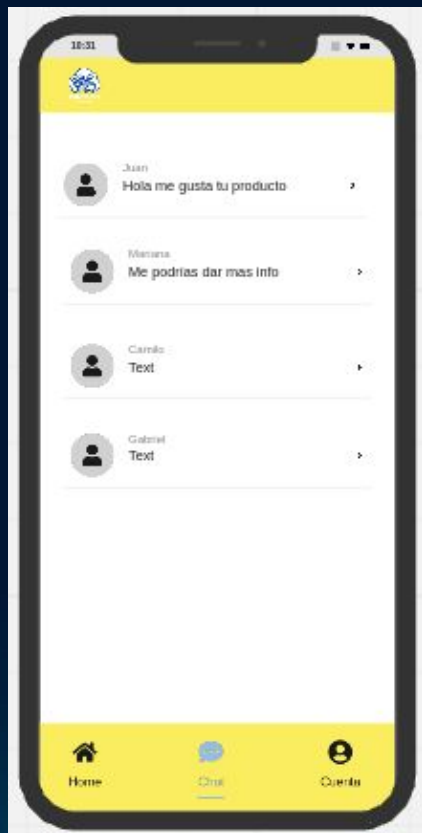 10:31
Juan
Hola me gusta tu producto
Mariana
Me podrias dar mas info
Camilo
Text
Gabriel
Text
Home
Chat
Cuenta